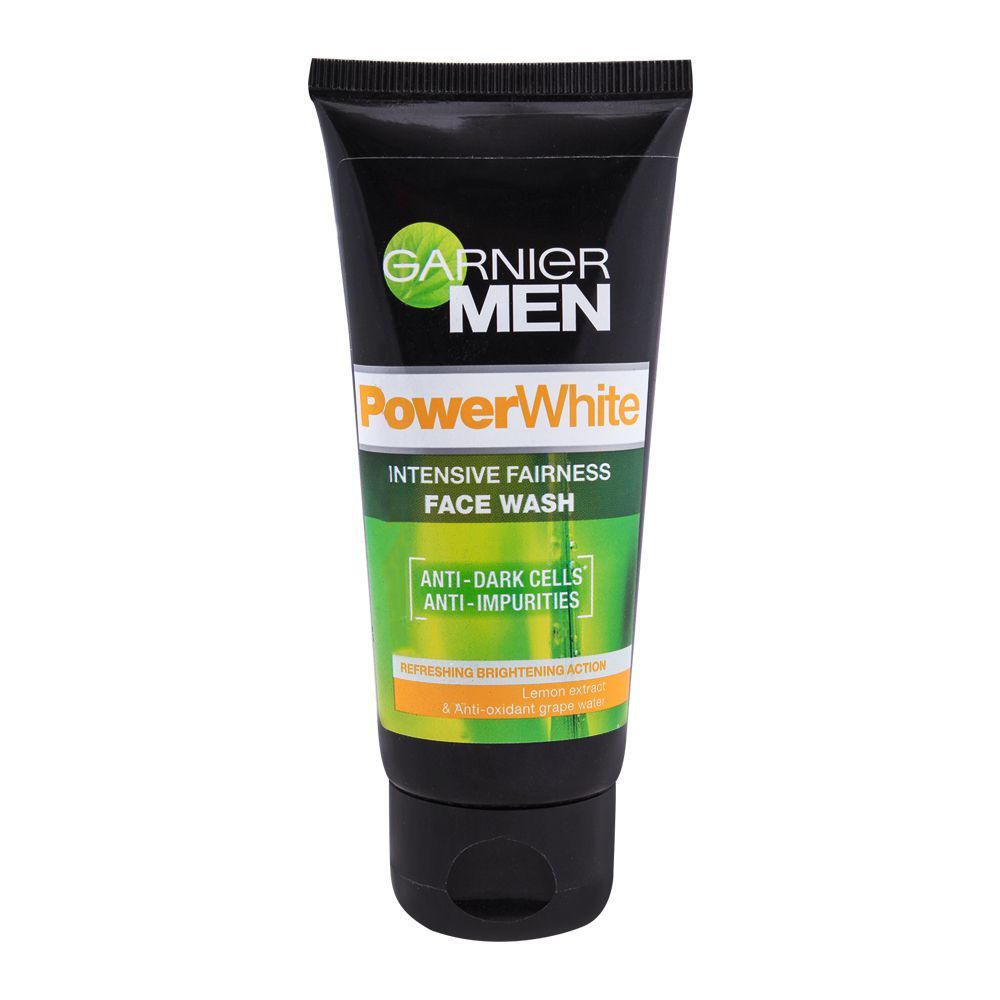 GARNIER
MEN
PowerWhite
INTENSIVE FAIRNESS
FACE WASH
ANTI-DARK CELLS*
ANTI-IMPURITIES
REFRESHING BRIGHTENING ACTION
Lemon extract
& Anti-oxidant grape water